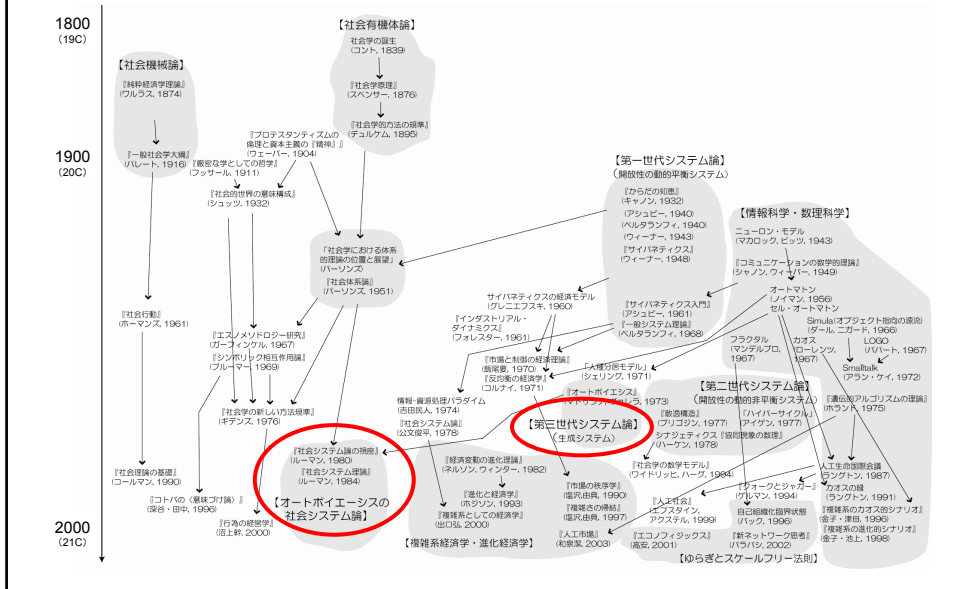 1800
(19C)
1900
(20C)
2000
(21C)
【社会機械論】
『純粋経済学理論』
(ワルラス, 1874)
『一般社会学大綱』
(パレート, 1916)
【社会有機体論】
社会学の誕生
(コント, 1839)
『社会学原理』
(スペンサー, 1876)
『社会学的方法の規準』
(デュルケム, 1895)
『プロテスタンティズムの
倫理と資本主義の『精神』』
(ウェーバー, 1904)
『厳密な学としての哲学』
(フッサール, 1911)
『社会的世界の意味構成』
(シュッツ, 1932)
「社会学における体系
的理論の位置と展望」
(パーソンズ)
『社会体系論』
(パーソンズ, 1951)
『社会行動』
(ホーマンズ, 1961)
『エスノメソドロジー研究』
(ガーフィンケル, 1967)
『シンボリック相互作用論』
(ブルーマー, 1969)
『社会学の新しい方法規準』
(ギデンズ, 1976)
『社会理論の基礎』
(コールマン, 1990)
『コトバの〈意味づけ論〉』
(深谷・田中, 1996)
『行為の経営学』
(沼上幹, 2000)
『社会システム論の視座』
(ルーマン, 1980)
『社会システム理論』
(ルーマン, 1984)
【オートポイエーシスの
社会システム論】
【第一世代システム論】
(開放性の動的平衡システム)
『からだの知恵』
(キャノン, 1932)
(アシュビー, 1940)
(ベルタランフィ, 1940)
(ウィーナー, 1943)
『サイバネティクス』
(ウィーナー, 1948)
『サイバネティクス入門』
(アシュビー, 1961)
『一般システム理論』
(ベルタランフィ, 1968)
サイバネティクスの経済モデル
(グレニエフスキ, 1960)
『インダストリアル・
ダイナミクス』
(フォレスター, 1961)
『市場と制御の経済理論』
(飯尾要, 1970)
『反均衡の経済学』
(コルナイ, 1971)
「人種分居モデル」
(シェリング, 1971)
情報・資源処理パラダイム
(吉田民人, 1974)
『社会システム論』
(公文俊平, 1978)
『オートポイエシス』
(マトゥラナ, ヴァレラ, 1973)
【第三世代システム論】
(生成システム)
『経済変動の進化理論』
(ネルソン, ウィンター, 1982)
『進化と経済学』
(ホジソン, 1993)
『複雑系としての経済学』
(出口弘, 2000)
【複雑系経済学・進化経済学】
『市場の秩序学』
(塩沢,由典, 1990)
『複雑さの帰結』
(塩沢,由典, 1997)
『人工市場』
(和泉潔, 2003)
【情報科学・数理科学】
ニューロン・モデル
(マカロック, ピッツ, 1943)
『コミュニケーションの数学的理論』
(シャノン, ウィーバー, 1949)
オートマトン
(ノイマン, 1956)
セル・オートマトン
Simula(オブジェクト指向の源流)
(ダール, ニガード, 1966)
フラクタル
(マンデルブロ,
1967)
カオス
(ローレンツ,
1967)
LOGO
(パパート, 1967)
Smalltalk
(アラン・ケイ, 1972)
【第二世代システム論】
(開放性の動的非平衡システム)
『散逸構造』
(プリゴジン, 1977)
「ハイパーサイクル」
(アイゲン, 1977)
シナジェティクス『協同現象の数理』
(ハーケン, 1978)
『遺伝的アルゴリズムの理論』
(ホランド, 1975)
『社会学の数学モデル』
(ワイドリッヒ, ハーグ, 1994)
人工生命国際会議
(ラングトン, 1987)
『クォークとジャガー』
(ゲルマン, 1994)
カオスの縁
(ラングトン, 1991)
『人工社会』
(エプスタイン,
アクステル, 1999)
自己組織化臨界状態
(バック, 1996)
『複雑系のカオス的シナリオ』
(金子・津田, 1996)
『複雑系の進化的シナリオ』
(金子・池上, 1998)
『エコノフィジックス』
(高安, 2001)
『新ネットワーク思考』
(バラバシ, 2002)
【ゆらぎとスケールフリー法則】